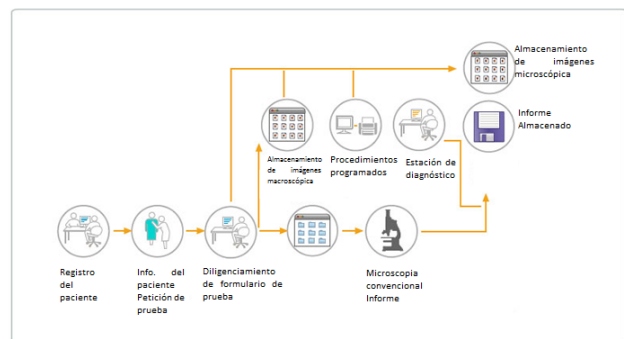 Almacenamiento
de imágenes
microscópica
Informe
Almacenado
Almacenamiento
de imágenes
macroscópica
Procedimientos
programados
Estación de
diagnóstico
Registro
del
paciente
Info. del
paciente
Petición de
prueba
Diligenciamiento
de formulario de
prueba
Microscopia
convencional
Informe